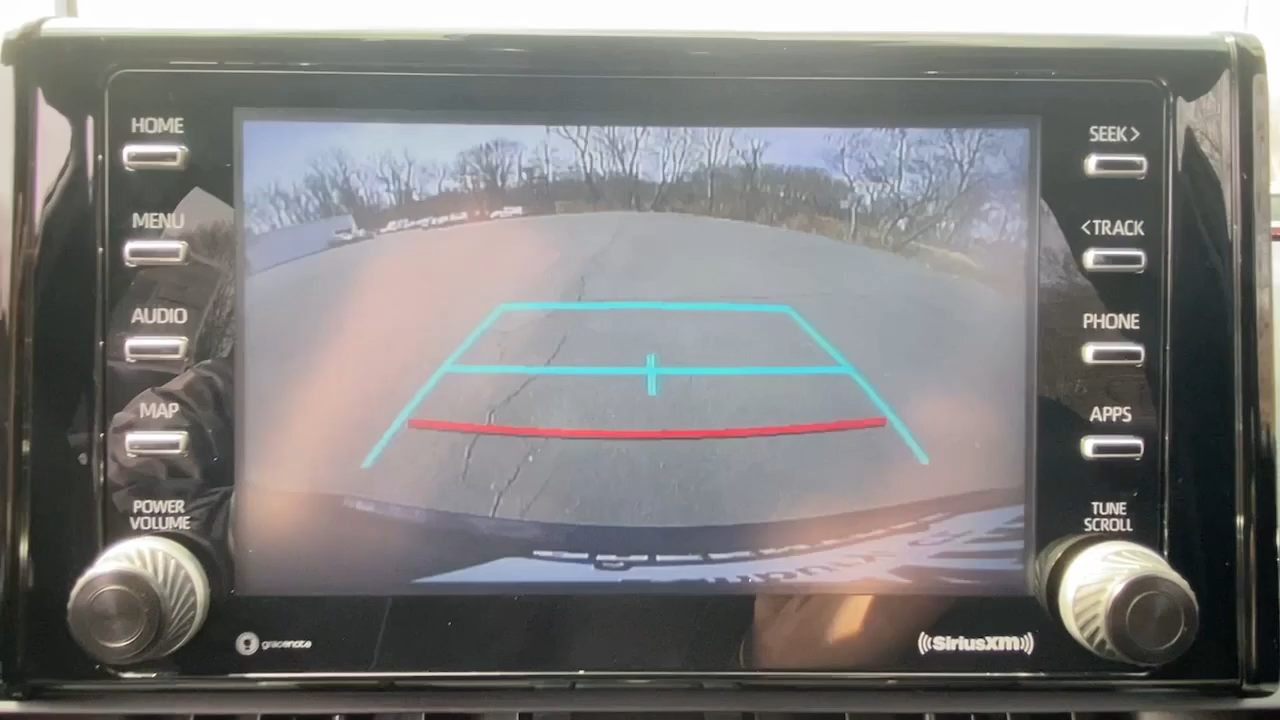 HOME
MENU
AUDIO
MAP
POWER
VOLUME
SEEK>
<TRACK
PHONE
APPS
TUNE
SCROLL
gracenote
((SiriusXM))